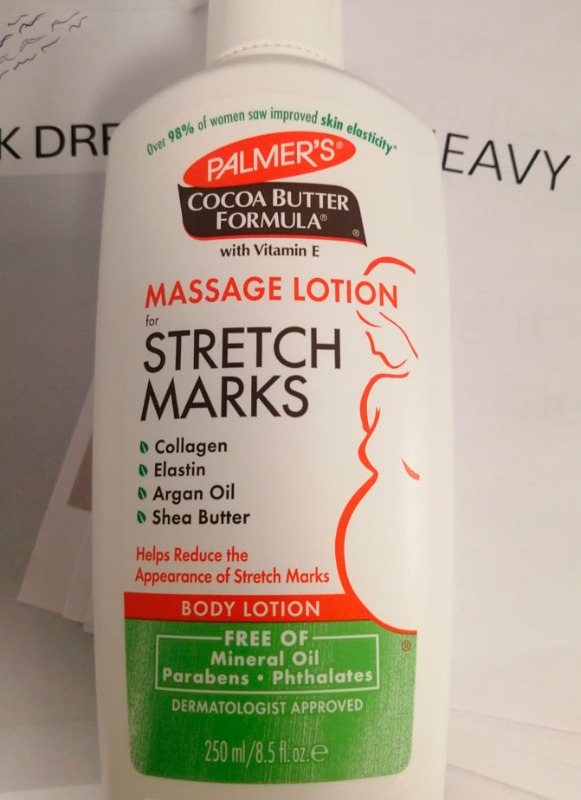 K DRE
EAVY
Over 98% of women saw improved skin elasticity*
PALMER'S®
COCOA BUTTER
FORMULA®
®
with Vitamin E
MASSAGE LOTION
for
STRETCH
MARKS
Collagen
Elastin
Argan Oil
Shea Butter
Helps Reduce the
Appearance of Stretch Marks
BODY LOTION
®
FREE OF
Mineral Oil
Parabens • Phthalates
DERMATOLOGIST APPROVED
250 ml/8.5 fl. oz. ℮